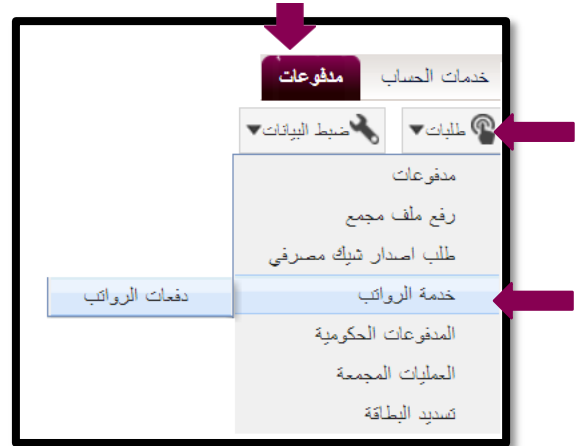 خدمات الحساب مدفوعات
طلبات ضبط البيانات
مدفوعات
رفع ملف مجمع
طلب اصدار شيك مصرفي
خدمة الرواتب دفعات الرواتب
المدفوعات الحكومية
العمليات المجمعة
تسديد البطاقة